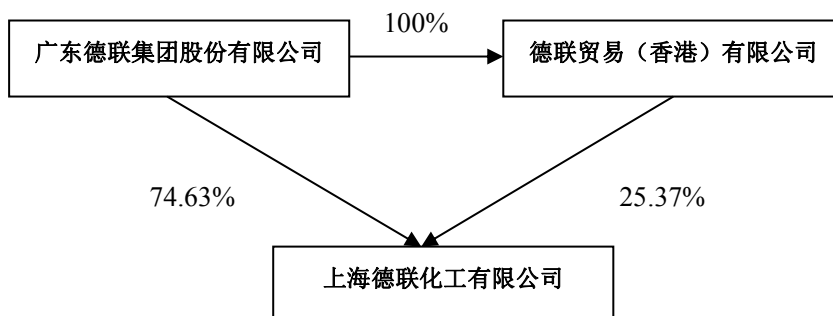 100%
广东德联集团股份有限公司
德联贸易（香港）有限公司
74.63%
25.37%
上海德联化工有限公司